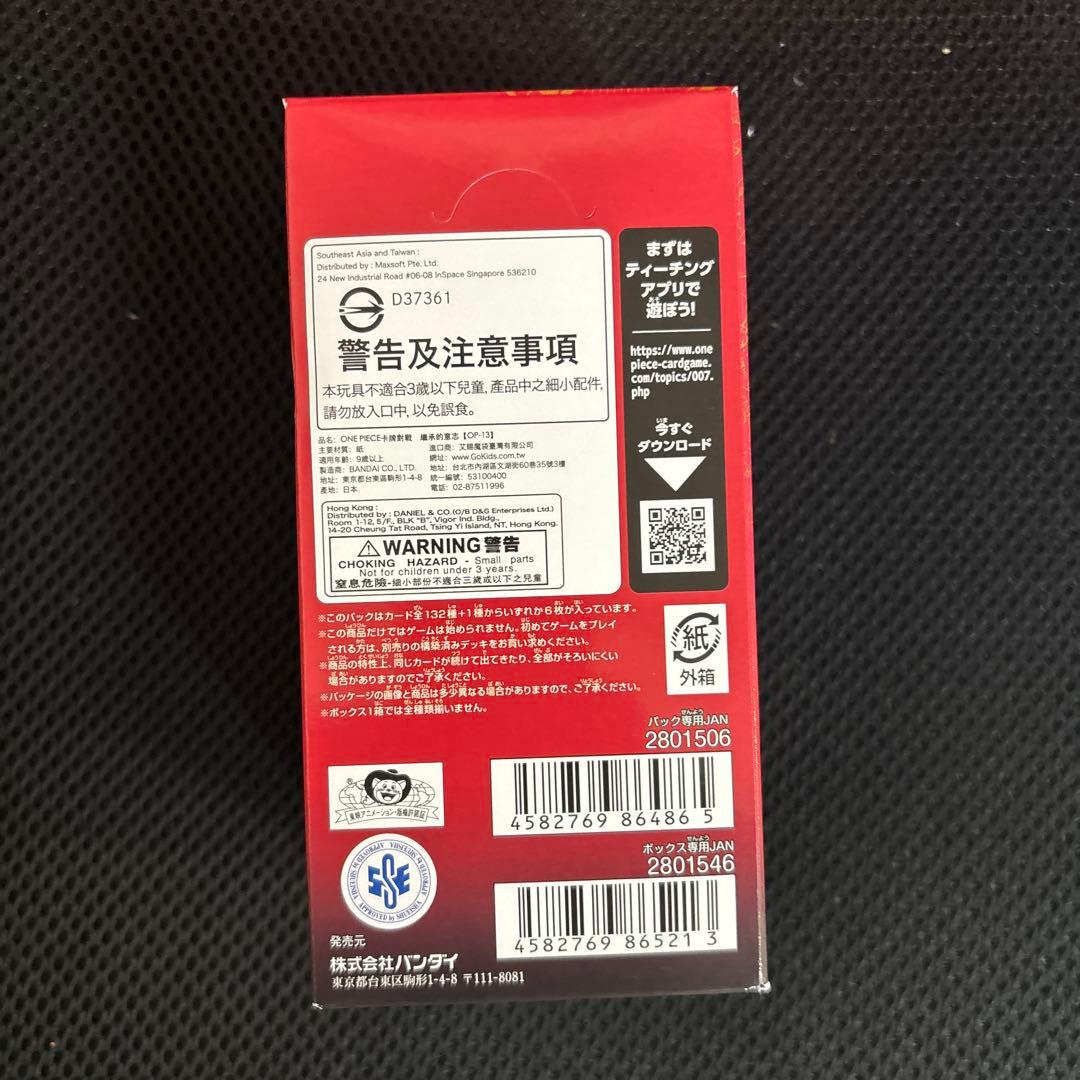 Southeast Asia and Taiwan :
Distributed by : Maxsoft Pte. Ltd.
24 New Industrial Road #06-08 InSpace Singapore 536210
D37361
警告及注意事項
本玩具不適合3歲以下兒童, 產品中之細小配件,
請勿放入口中, 以免誤食。
品名: ONE PIECE卡牌對戰 繼承的意志【OP-13】
主要材質: 紙
適用年齡: 9歲以上
製造商: BANDAI CO., LTD.
地址: 東京都台東區駒形1-4-8
產地: 日本
進口商: 艾賜魔袋臺灣有限公司
網址: www.GoKids.com.tw
地址: 台北市內湖區文湖街60巷35號3樓
統一編號: 53100400
電話: 02-87511996
Hong Kong :
Distributed by : DANIEL & CO.(O/B D&G Enterprises Ltd.)
Room 1-12, 5/F., BLK "B", Vigor Ind. Bldg.,
14-20 Cheung Tat Road, Tsing Yi Island, NT, Hong Kong.
WARNING 警告
CHOKING HAZARD - Small parts
Not for children under 3 years.
窒息危險-細小部份不適合三歲或以下之兒童
まずは
ティーチング
アプリで
遊ぼう!
https://www.one
piece-cardgame.
com/topics/007.
php
今すぐ
ダウンロード
※このパックはカード全132種+1種からいずれか6枚が入っています。
※この商品だけではゲームは始められません。初めてゲームをプレイ
される方は、別売りの構築済みデッキをお買い求めください。
※商品の特性上、同じカードが続けて出てきたり、全部がそろいにくい
場合がありますのでご了承ください。
※パッケージの画像と商品は多少異なる場合がありますので、ご了承ください。
※ボックス1箱では全種類揃いません。
紙
外箱
パック専用JAN
2801506
4582769 864865
ボックス専用JAN
2801546
4582769 865213
東映アニメーション・版権許諾証
APPROVED by SHUEISHA
発売元
株式会社バンダイ
東京都台東区駒形1-4-8 〒111-8081